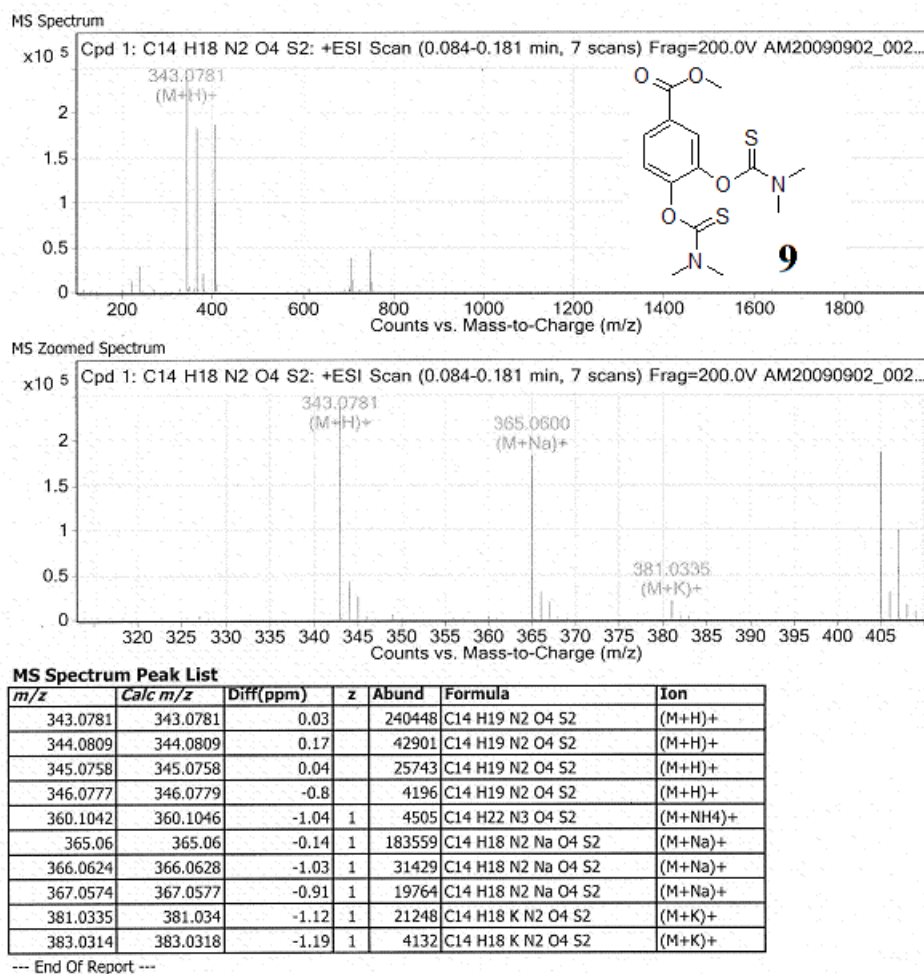 MS Spectrum
x10 5
Cpd 1: C14 H18 N2 O4 S2: +ESI Scan (0.084-0.181 min, 7 scans) Frag=200.0V AM20090902_002...
343.0781
(M+H)+
2
1.5
1
0.5
0
200 400 600 800 1000 1200 1400 1600 1800
Counts vs. Mass-to-Charge (m/z)
O
O
S
O
N
O
S
N
9
MS Zoomed Spectrum
x10 5
Cpd 1: C14 H18 N2 O4 S2: +ESI Scan (0.084-0.181 min, 7 scans) Frag=200.0V AM20090902_002...
343.0781
(M+H)+
365.0600
(M+Na)+
381.0335
(M+K)+
2
1.5
1
0.5
0
320 325 330 335 340 345 350 355 360 365 370 375 380 385 390 395 400 405
Counts vs. Mass-to-Charge (m/z)
MS Spectrum Peak List
m/z Calc m/z Diff(ppm) z Abund Formula Ion
343.0781 343.0781 0.03 240448 C14 H19 N2 O4 S2 (M+H)+
344.0809 344.0809 0.17 42901 C14 H19 N2 O4 S2 (M+H)+
345.0758 345.0758 0.04 25743 C14 H19 N2 O4 S2 (M+H)+
346.0777 346.0779 -0.8 4196 C14 H19 N2 O4 S2 (M+H)+
360.1042 360.1046 -1.04 1 4505 C14 H22 N3 O4 S2 (M+NH4)+
365.06 365.06 -0.14 1 183559 C14 H18 N2 Na O4 S2 (M+Na)+
366.0624 366.0628 -1.03 1 31429 C14 H18 N2 Na O4 S2 (M+Na)+
367.0574 367.0577 -0.91 1 19764 C14 H18 N2 Na O4 S2 (M+Na)+
381.0335 381.034 -1.12 1 21248 C14 H18 K N2 O4 S2 (M+K)+
383.0314 383.0318 -1.19 1 4132 C14 H18 K N2 O4 S2 (M+K)+
--- End Of Report ---